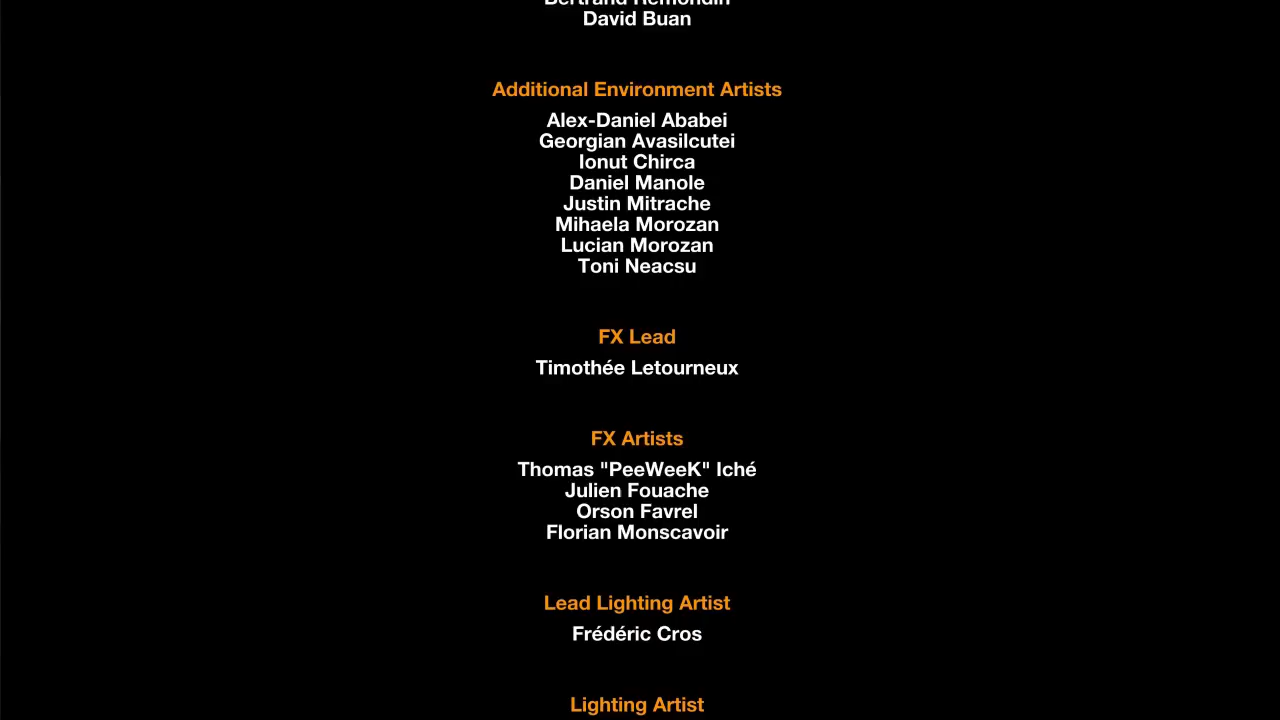 Bertrand Remondin
David Buan
Additional Environment Artists
Alex-Daniel Ababei
Georgian Avasilcutei
Ionut Chirca
Daniel Manole
Justin Mitrache
Mihaela Morozan
Lucian Morozan
Toni Neacsu
FX Lead
Timothée Letourneux
FX Artists
Thomas "PeeWeeK" Iché
Julien Fouache
Orson Favrel
Florian Monscavoir
Lead Lighting Artist
Frédéric Cros
Lighting Artist